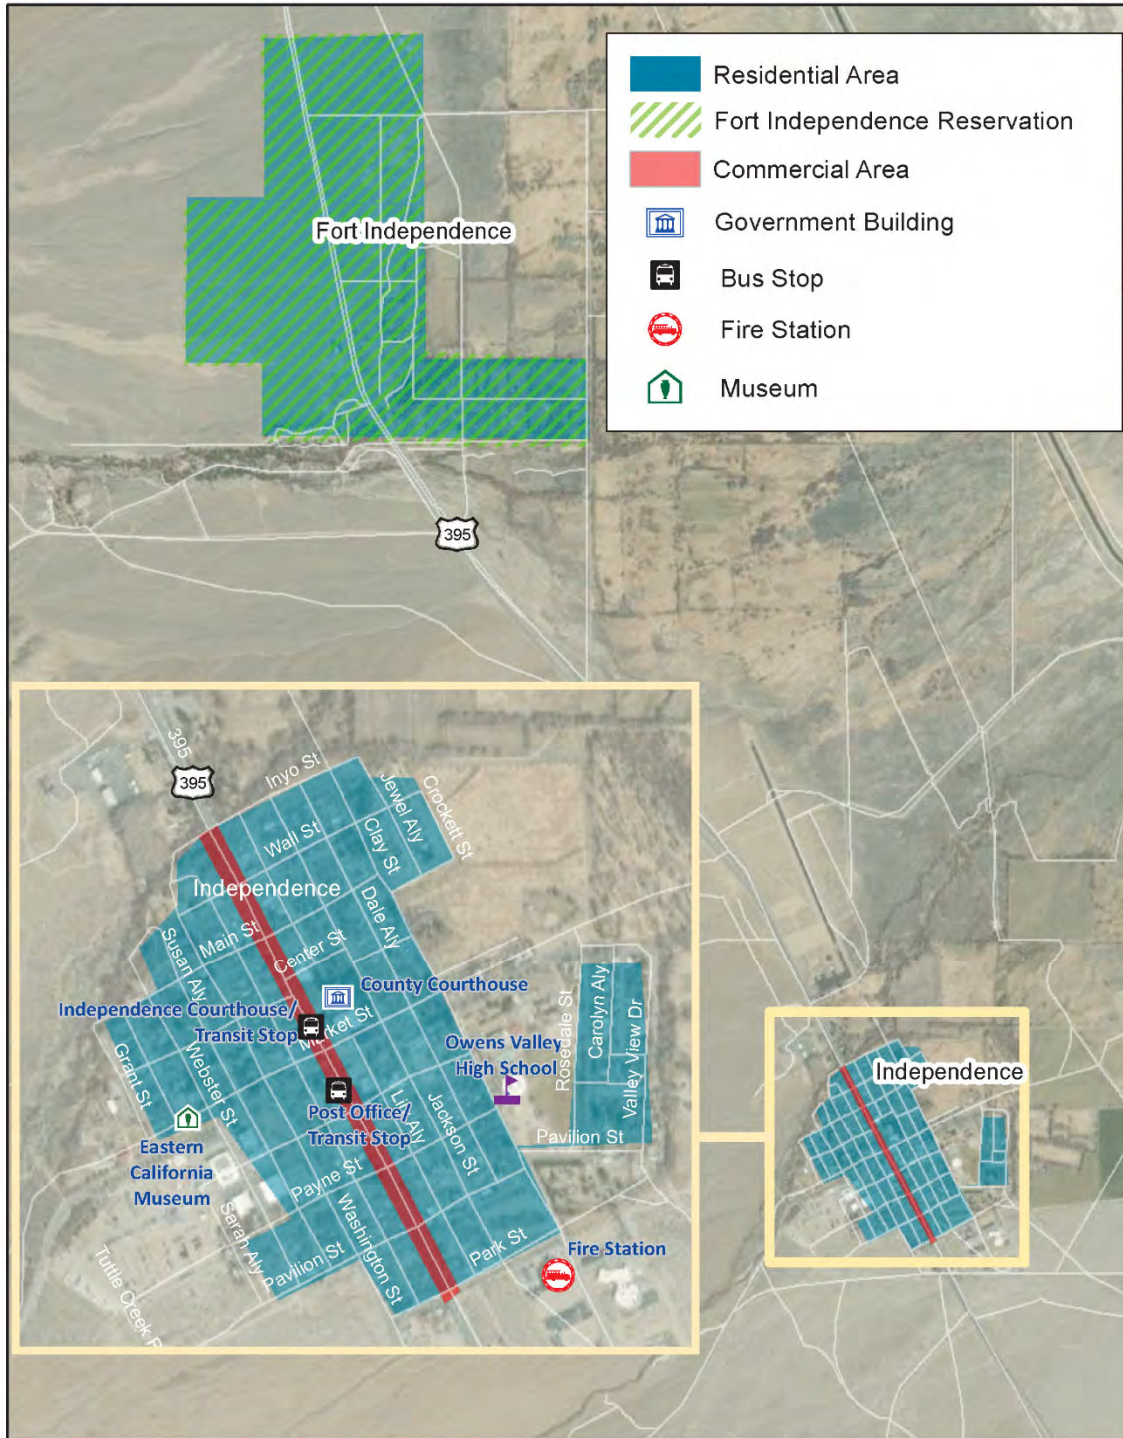 Residential Area
Fort Independence Reservation
Commercial Area
Government Building
Bus Stop
Fire Station
Museum
Fort Independence
395
395
395
Inyo St
Jewel Aly
Crockett St
Wall St
Clay St
Independence
Dale Aly
Main St
Susan Aly
Center St
County Courthouse
Independence Courthouse/
Transit Stop
Market St
Owens Valley
High School
Rosedale St
Carolyn Aly
Valley View Dr
Grant St
Webster St
Post Office/
Transit Stop
Jackson St
Pavilion St
Eastern
California
Museum
Payne St
Washington St
Sarah Aly
Pavilion St
Park St
Fire Station
Tuttle Creek
Independence